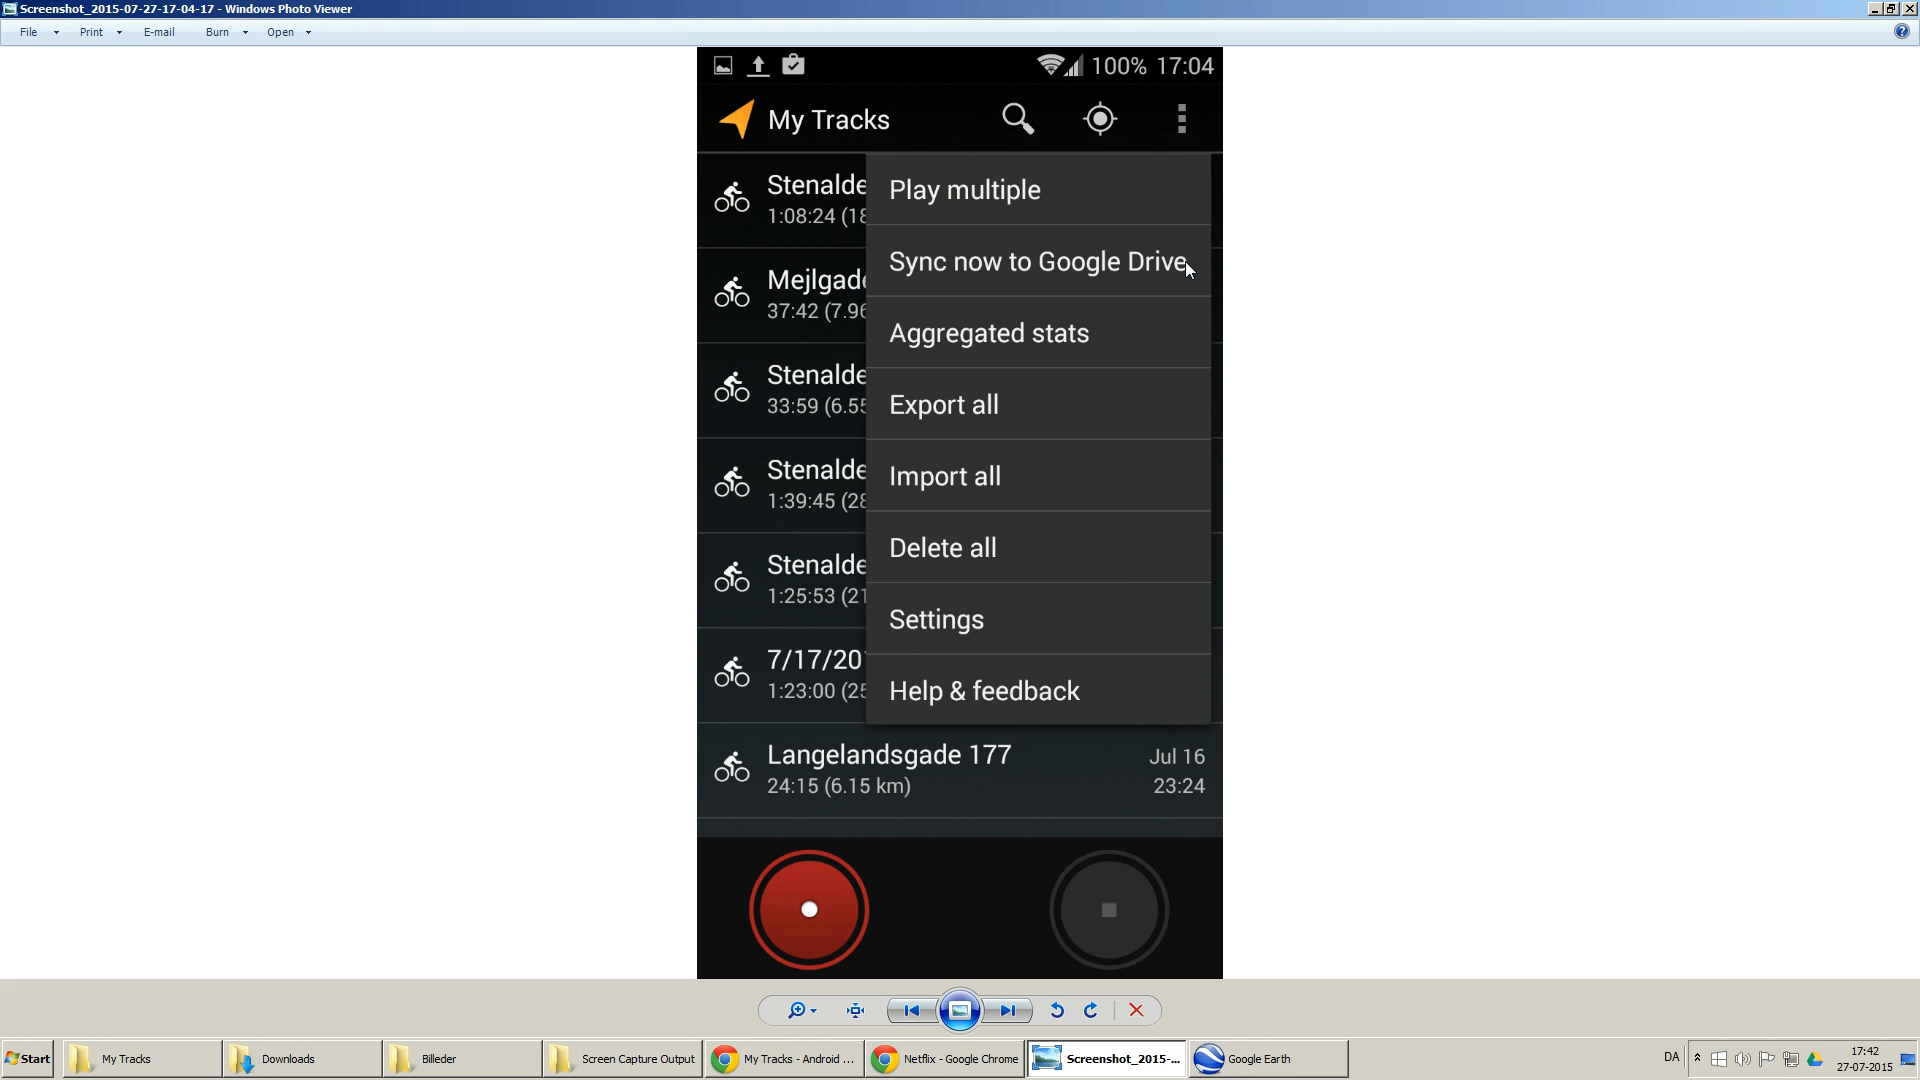 Screenshot_2015-07-27-17-04-17 - Windows Photo Viewer
File Print E-mail Burn Open
100% 17:04
My Tracks
Stenalde
1:08:24 (18
Play multiple
Mejlgade
37:42 (7.96
Sync now to Google Drive
Stenalde
33:59 (6.55
Aggregated stats
Export all
Stenalde
1:39:45 (28
Import all
Stenalde
1:25:53 (21
Delete all
7/17/201
1:23:00 (25
Settings
Help & feedback
Langelandsgade 177 Jul 16
24:15 (6.15 km) 23:24
Start My Tracks Downloads Billeder Screen Capture Output My Tracks - Android ... Netflix - Google Chrome Screenshot_2015-... Google Earth DA 17:42
27-07-2015